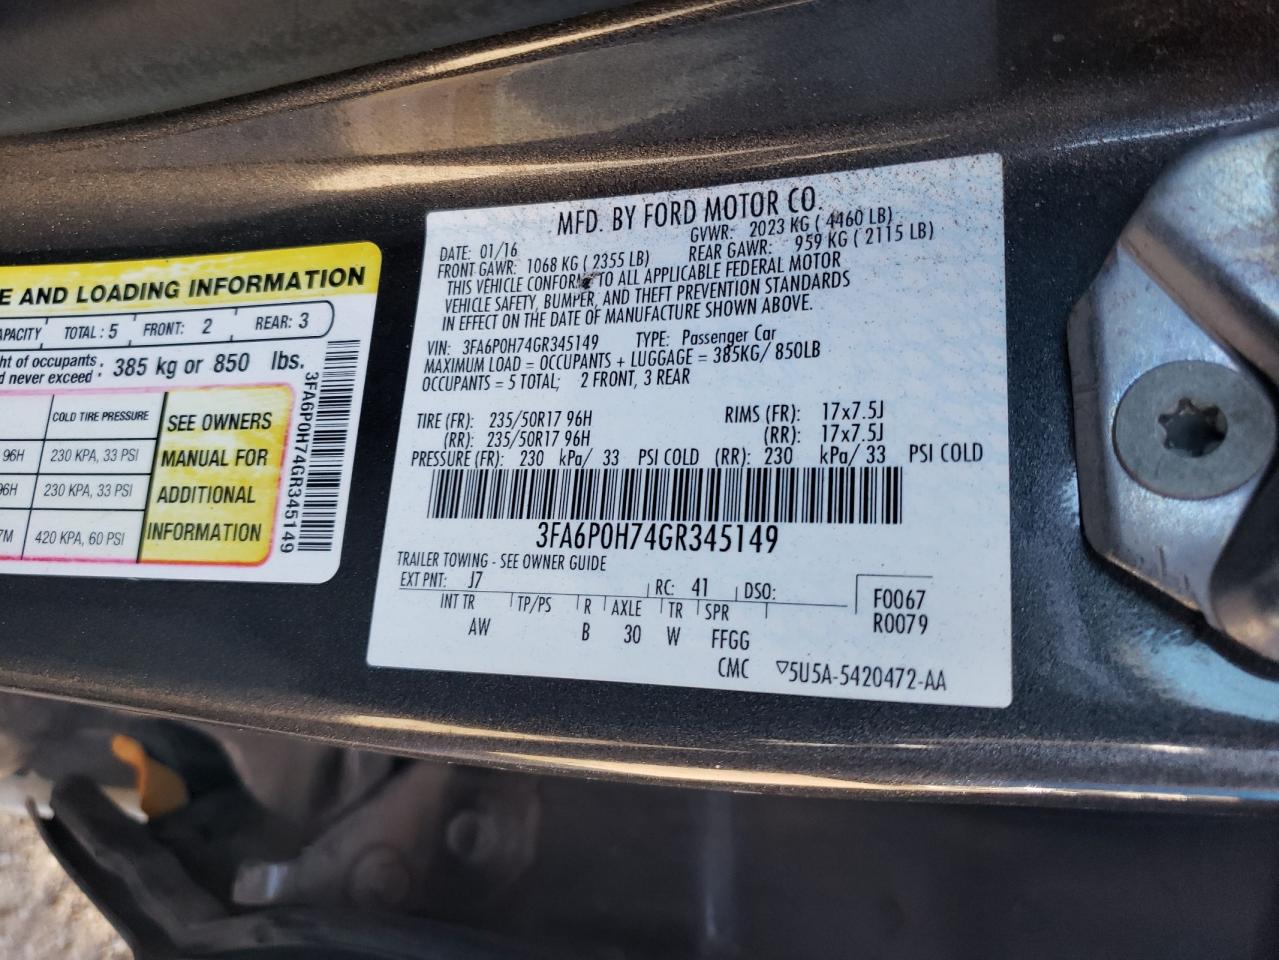 E AND LOADING INFORMATION
APACITY TOTAL : 5 FRONT: 2 REAR: 3
ht of occupants
d never exceed : 385 kg or 850 lbs.
COLD TIRE PRESSURE
96H 230 KPA, 33 PSI
96H 230 KPA, 33 PSI
7M 420 KPA, 60 PSI
SEE OWNERS
MANUAL FOR
ADDITIONAL
INFORMATION
3FA6P0H74GR345149
MFD. BY FORD MOTOR CO.
DATE: 01/16 GVWR: 2023 KG ( 4460 LB)
FRONT GAWR: 1068 KG ( 2355 LB) REAR GAWR: 959 KG ( 2115 LB)
THIS VEHICLE CONFORMS TO ALL APPLICABLE FEDERAL MOTOR
VEHICLE SAFETY, BUMPER, AND THEFT PREVENTION STANDARDS
IN EFFECT ON THE DATE OF MANUFACTURE SHOWN ABOVE.
VIN: 3FA6P0H74GR345149 TYPE: Passenger Car
MAXIMUM LOAD = OCCUPANTS + LUGGAGE = 385KG/ 850LB
OCCUPANTS = 5 TOTAL; 2 FRONT, 3 REAR
TIRE (FR): 235/50R17 96H RIMS (FR): 17x7.5J
(RR): 235/50R17 96H (RR): 17x7.5J
PRESSURE (FR): 230 kPa/ 33 PSI COLD (RR): 230 kPa/ 33 PSI COLD
3FA6P0H74GR345149
TRAILER TOWING - SEE OWNER GUIDE
EXT PNT: J7 RC: 41 DSO:
INT TR TP/PS R AXLE TR SPR
AW B 30 W FFGG
F0067
R0079
CMC ▽5U5A-5420472-AA